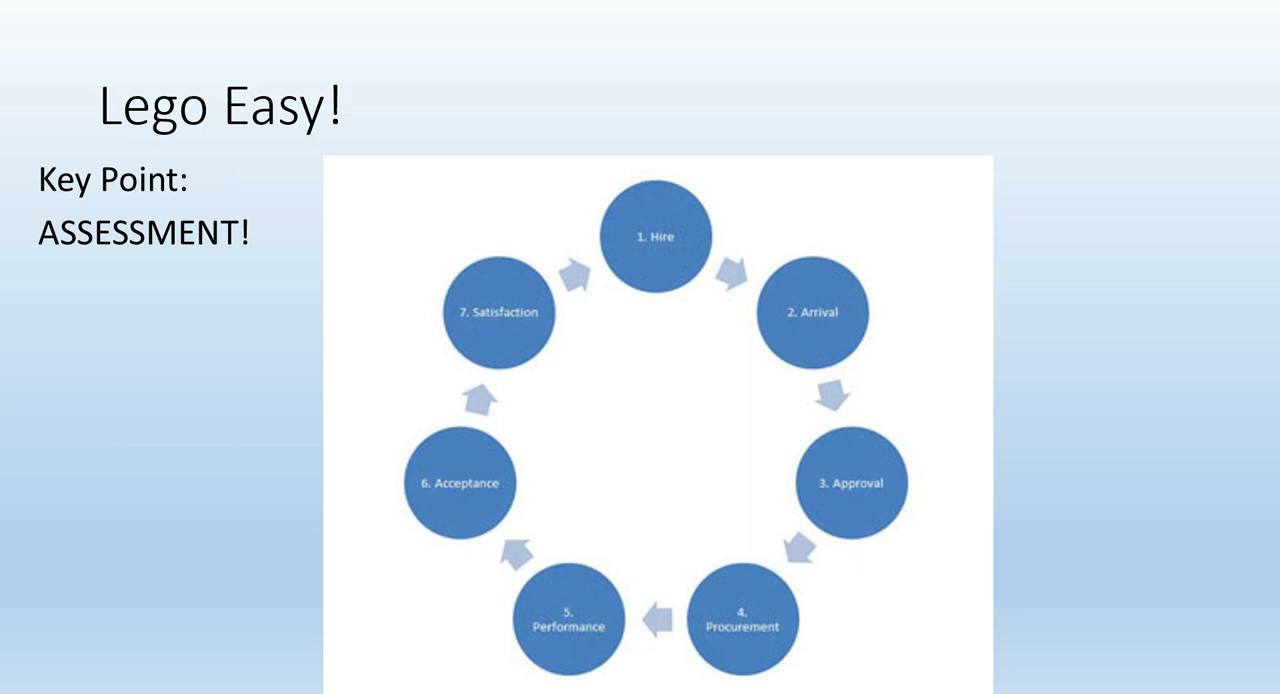 Lego Easy!
Key Point:
ASSESSMENT!
1. Hire
2. Arrival
3. Approval
4.
Procurement
5.
Performance
6. Acceptance
7. Satisfaction